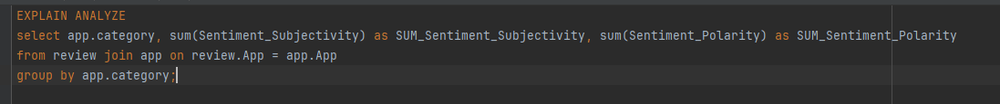 EXPLAIN ANALYZE
select app.category, sum(Sentiment_Subjectivity) as SUM_Sentiment_Subjectivity, sum(Sentiment_Polarity) as SUM_Sentiment_Polarity
from review join app on review.App = app.App
group by app.category;